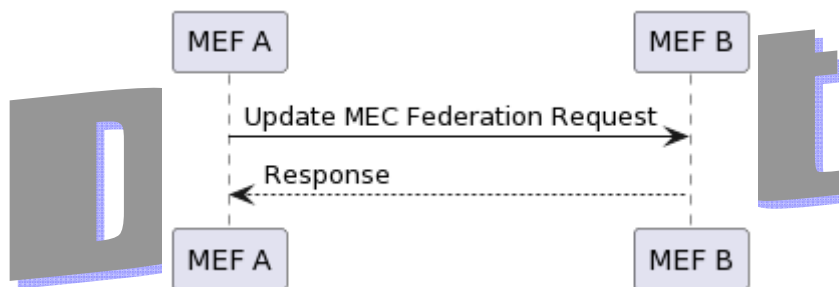 MEF A MEF B
Update MEC Federation Request
Response
MEF A MEF B
D t